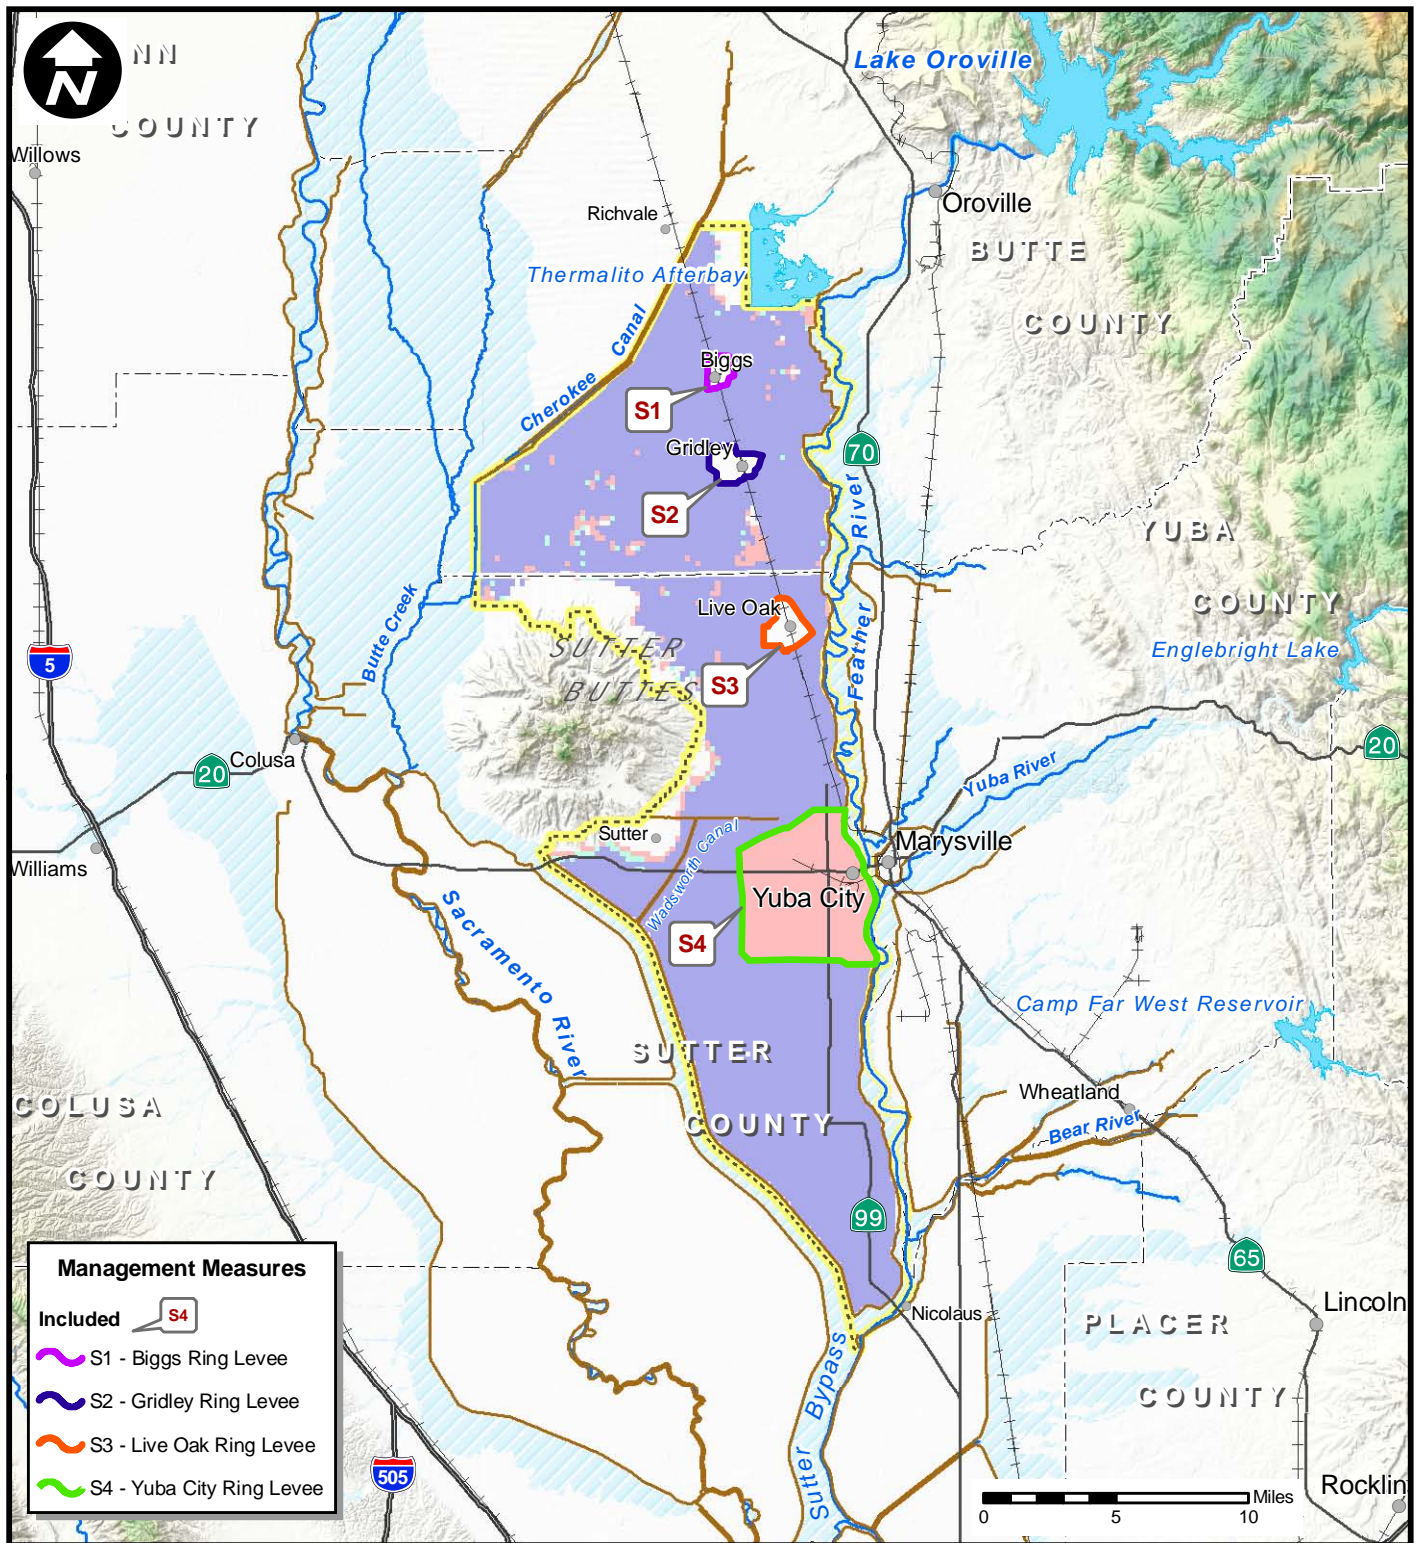 N
NN
COUNTY
Willows
Lake Oroville
Oroville
BUTTE
COUNTY
Richvale
Thermalito Afterbay
Cherokee Canal
Biggs
S1
Gridley
S2
70
Feather River
YUBA
COUNTY
Englebright Lake
Live Oak
S3
SUTTER
BUTTES
Butte Creek
5
20
Colusa
Williams
20
Yuba River
Marysville
Sutter
Wadsworth Canal
Yuba City
S4
Sacramento River
Camp Far West Reservoir
SUTTER
COUNTY
COLUSA
COUNTY
Wheatland
Bear River
99
65
Nicolaus
Lincoln
PLACER
COUNTY
Sutter Bypass
505
Rocklin
Management Measures
Included S4
S1 - Biggs Ring Levee
S2 - Gridley Ring Levee
S3 - Live Oak Ring Levee
S4 - Yuba City Ring Levee
Miles
0 5 10